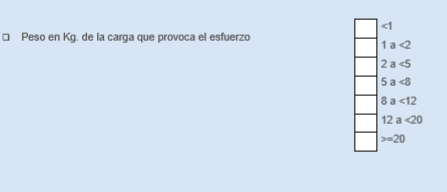 Peso en Kg. de la carga que provoca el esfuerzo
<1
1 a <2
2 a <5
5 a <8
8 a <12
12 a <20
>=20